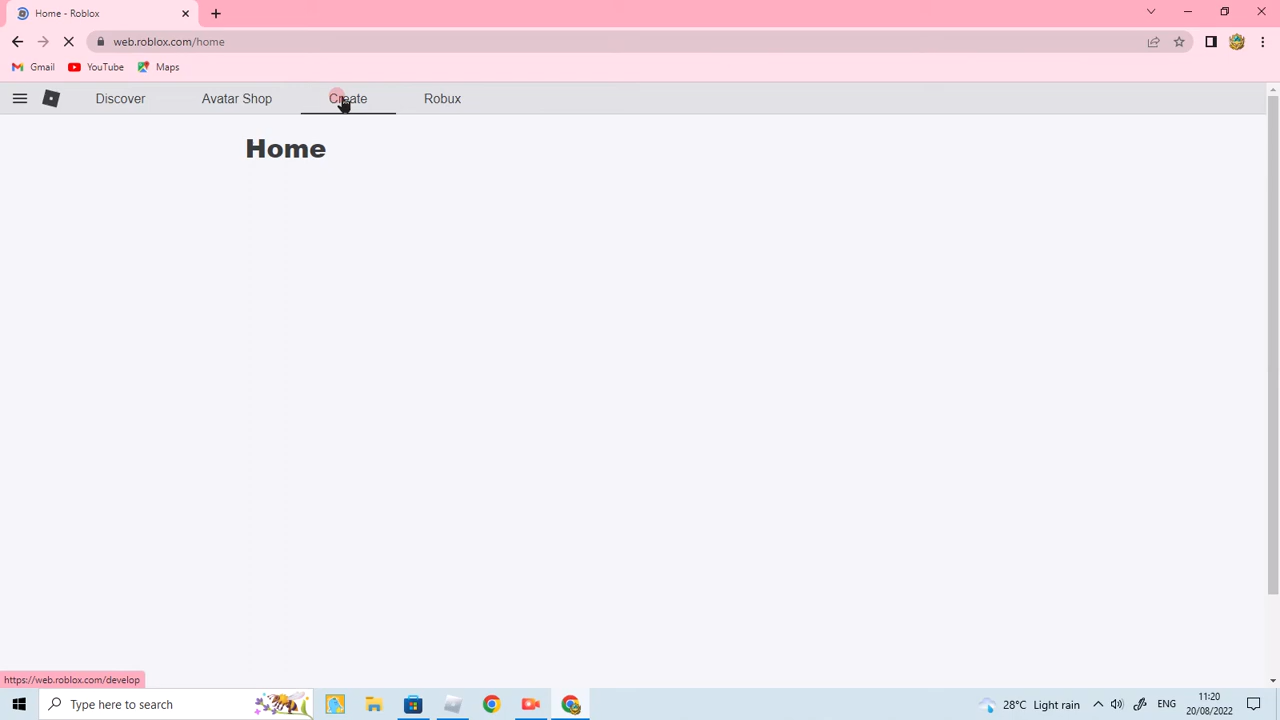 Home - Roblox
web.roblox.com/home
Gmail YouTube Maps
Discover Avatar Shop Create Robux
Home
https://web.roblox.com/develop
Type here to search
28°C Light rain ENG
11:20
20/08/2022